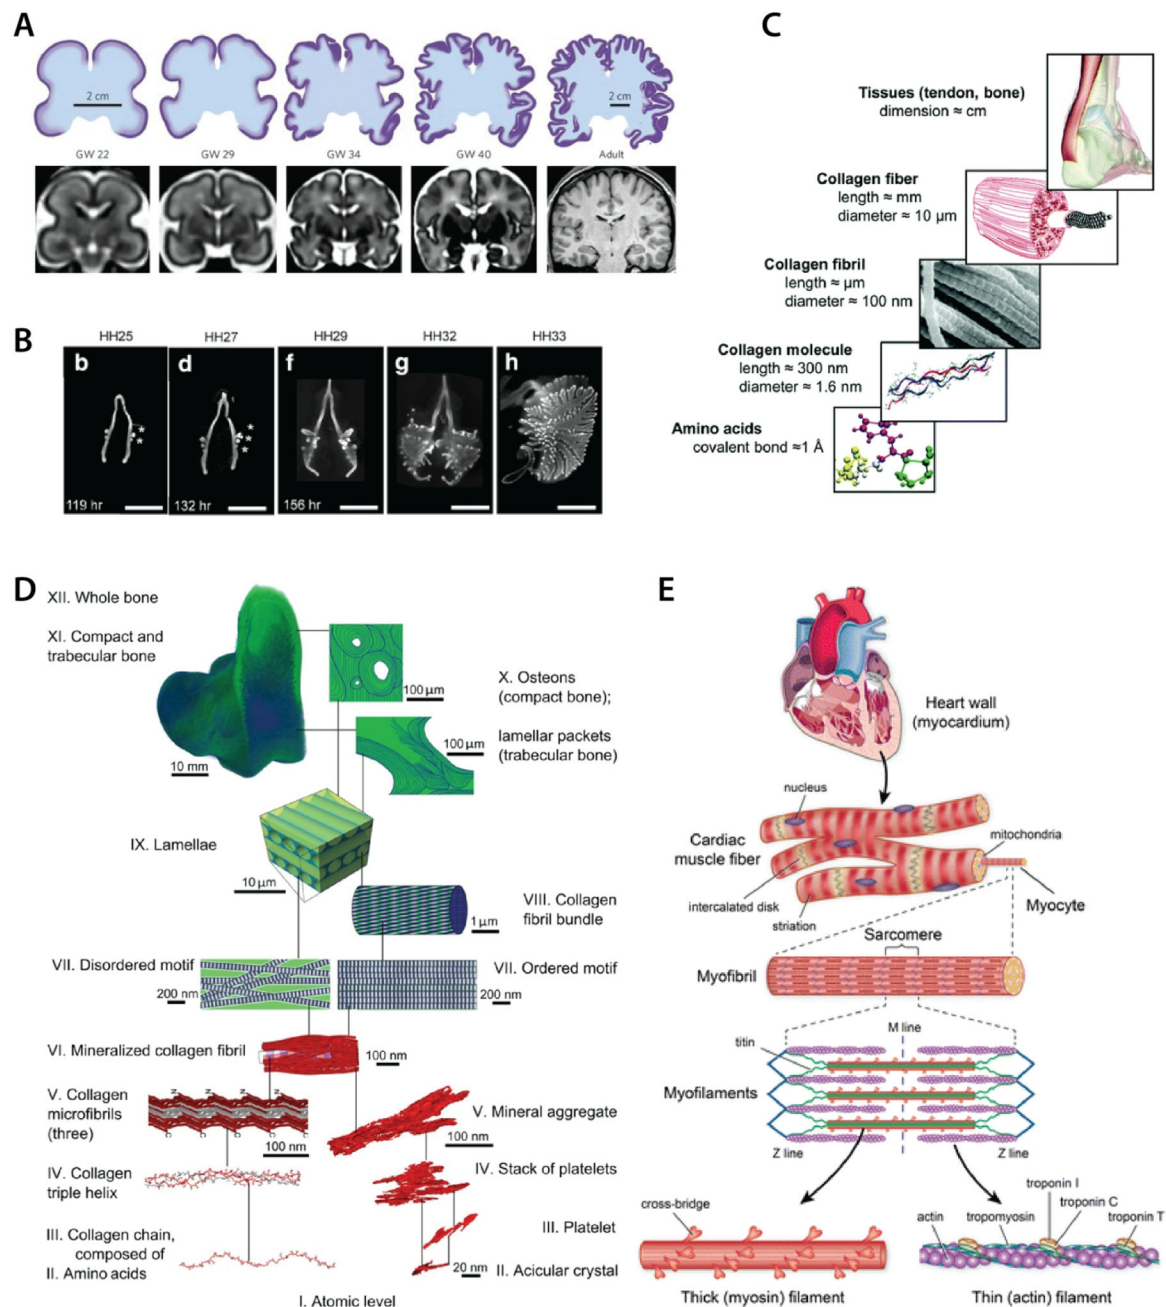 A
2 cm
2 cm
GW 22
GW 29
GW 34
GW 40
Adult
B
HH25
HH27
HH29
HH32
HH33
b
d
f
g
h
*
*
*
*
*
*
119 hr
132 hr
156 hr
C
Tissues (tendon, bone)
dimension ≈ cm
Collagen fiber
length ≈ mm
diameter ≈ 10 μm
Collagen fibril
length ≈ μm
diameter ≈ 100 nm
Collagen molecule
length ≈ 300 nm
diameter ≈ 1.6 nm
Amino acids
covalent bond ≈1 Å
D
XII. Whole bone
XI. Compact and
trabecular bone
10 mm
100 μm
X. Osteons
(compact bone);
100 μm
lamellar packets
(trabecular bone)
IX. Lamellae
10 μm
VIII. Collagen
fibril bundle
1 μm
VII. Disordered motif
200 nm
VII. Ordered motif
200 nm
VI. Mineralized collagen fibril
100 nm
V. Collagen
microfibrils
(three)
N N N N N
C C C C C
100 nm
V. Mineral aggregate
100 nm
IV. Collagen
triple helix
IV. Stack of platelets
III. Collagen chain,
composed of
II. Amino acids
III. Platelet
20 nm
II. Acicular crystal
I. Atomic level
E
Heart wall
(myocardium)
nucleus
Cardiac
muscle fiber
mitochondria
intercalated disk
striation
Myocyte
Sarcomere
Myofibril
M line
titin
Myofilaments
Z line
Z line
cross-bridge
Thick (myosin) filament
troponin I
troponin C
troponin T
actin
tropomyosin
Thin (actin) filament